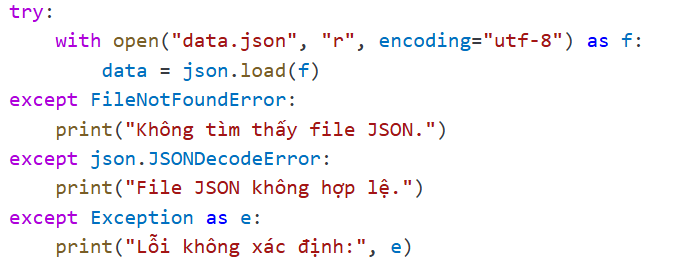 try:
    with open("data.json", "r", encoding="utf-8") as f:
        data = json.load(f)
except FileNotFoundError:
    print("Không tìm thấy file JSON.")
except json.JSONDecodeError:
    print("File JSON không hợp lệ.")
except Exception as e:
    print("Lỗi không xác định:", e)